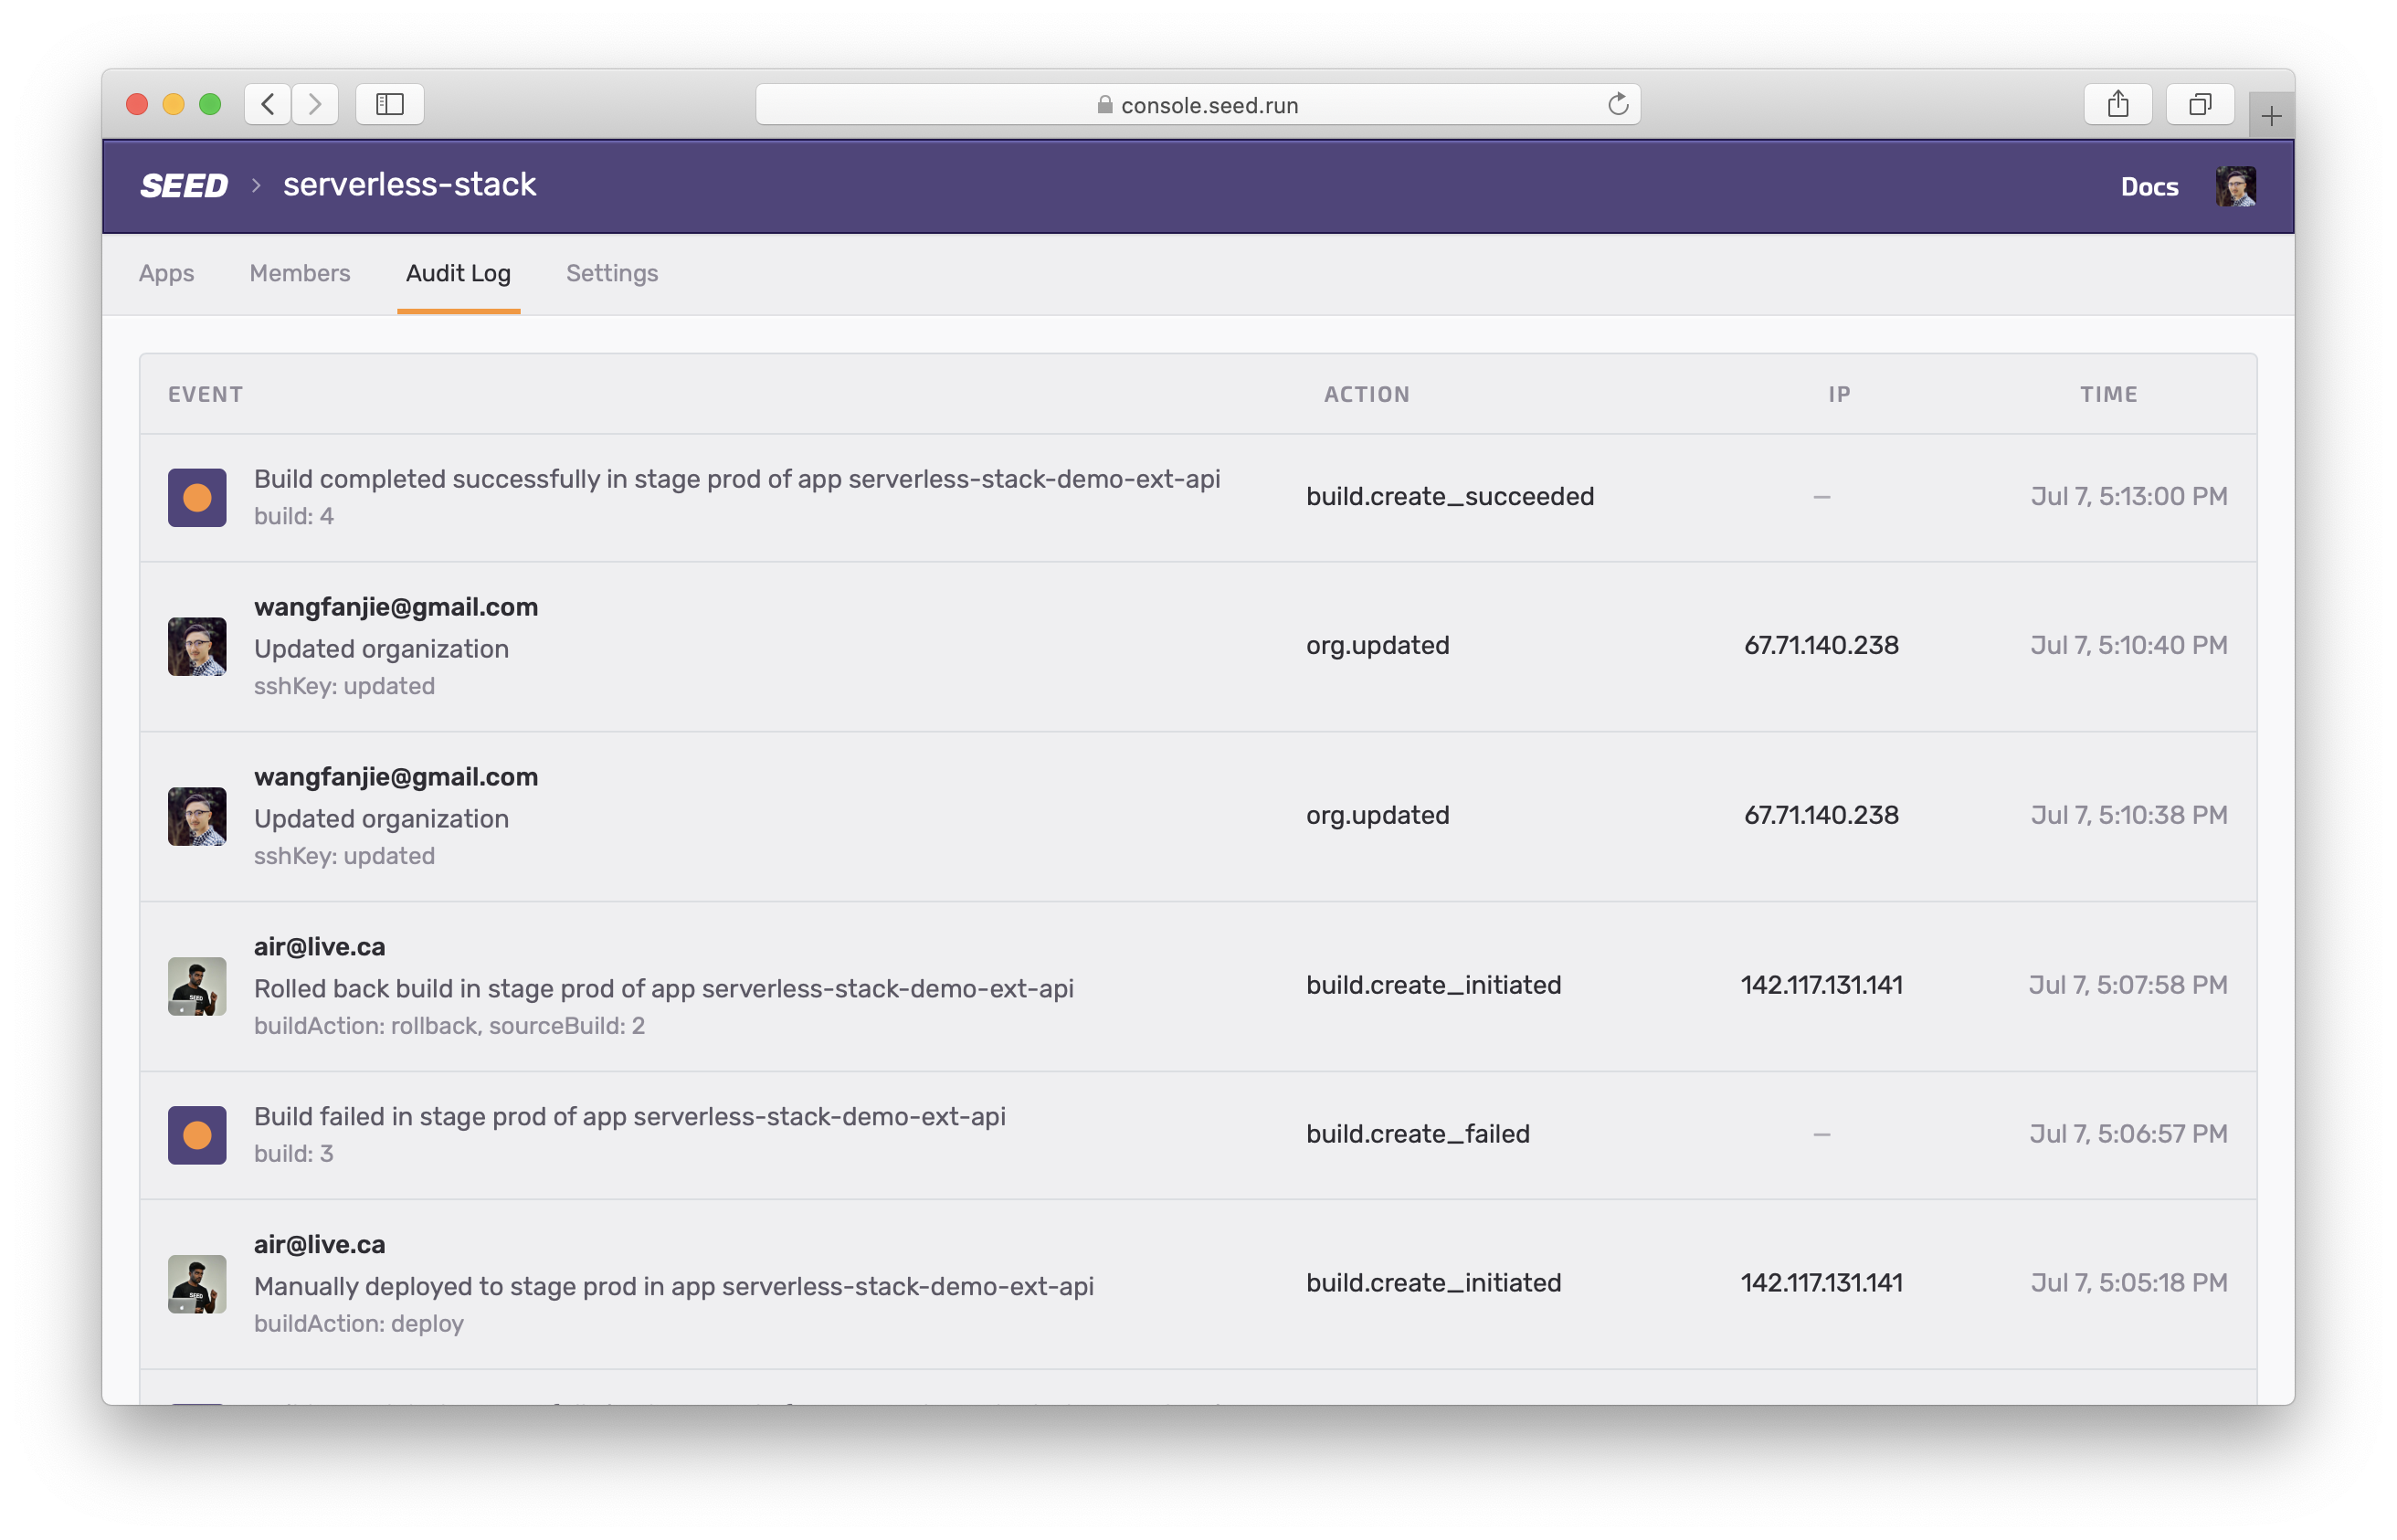 console.seed.run
SEED > serverless-stack
Docs
Apps Members Audit Log Settings
EVENT ACTION IP TIME
Build completed successfully in stage prod of app serverless-stack-demo-ext-api
build: 4
build.create_succeeded — Jul 7, 5:13:00 PM
wangfanjie@gmail.com
Updated organization
sshKey: updated
org.updated 67.71.140.238 Jul 7, 5:10:40 PM
wangfanjie@gmail.com
Updated organization
sshKey: updated
org.updated 67.71.140.238 Jul 7, 5:10:38 PM
air@live.ca
Rolled back build in stage prod of app serverless-stack-demo-ext-api
buildAction: rollback, sourceBuild: 2
build.create_initiated 142.117.131.141 Jul 7, 5:07:58 PM
Build failed in stage prod of app serverless-stack-demo-ext-api
build: 3
build.create_failed — Jul 7, 5:06:57 PM
air@live.ca
Manually deployed to stage prod in app serverless-stack-demo-ext-api
buildAction: deploy
build.create_initiated 142.117.131.141 Jul 7, 5:05:18 PM